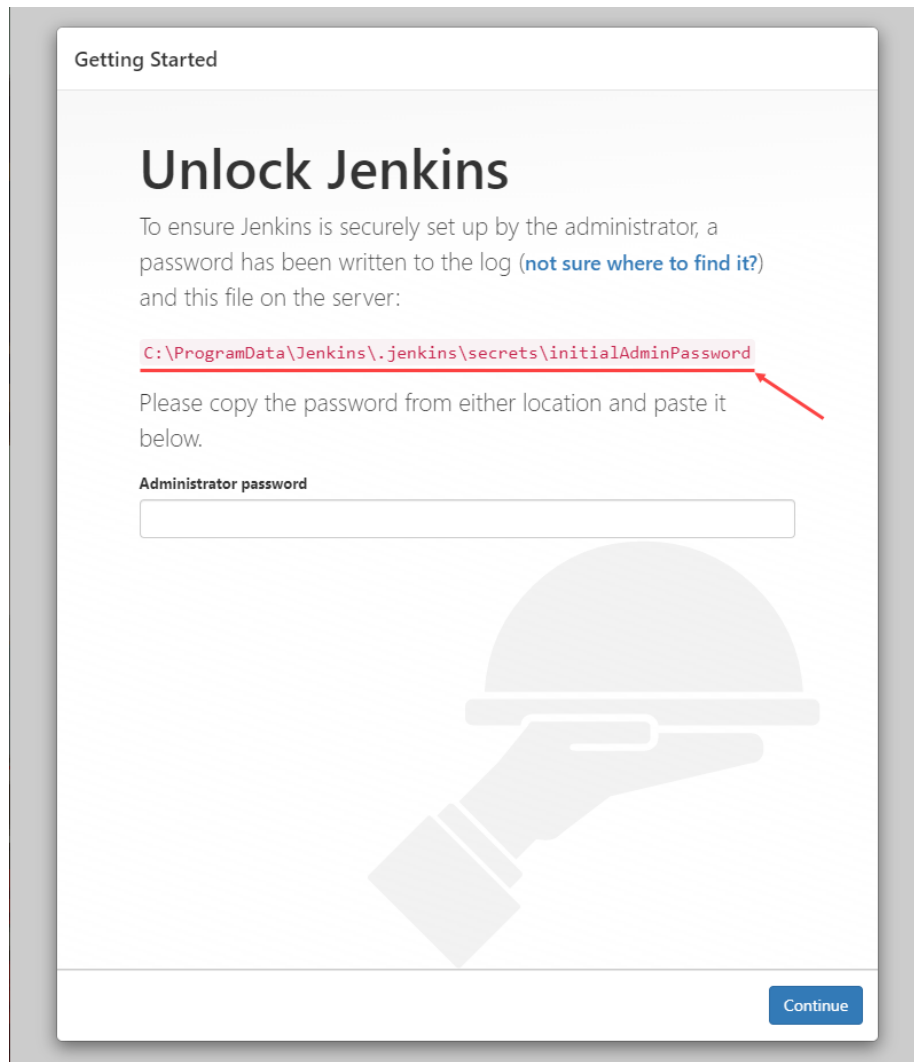 Getting Started
Unlock Jenkins
To ensure Jenkins is securely set up by the administrator, a
password has been written to the log (not sure where to find it?)
and this file on the server:
C:\ProgramData\Jenkins\.jenkins\secrets\initialAdminPassword
Please copy the password from either location and paste it
below.
Administrator password
Continue